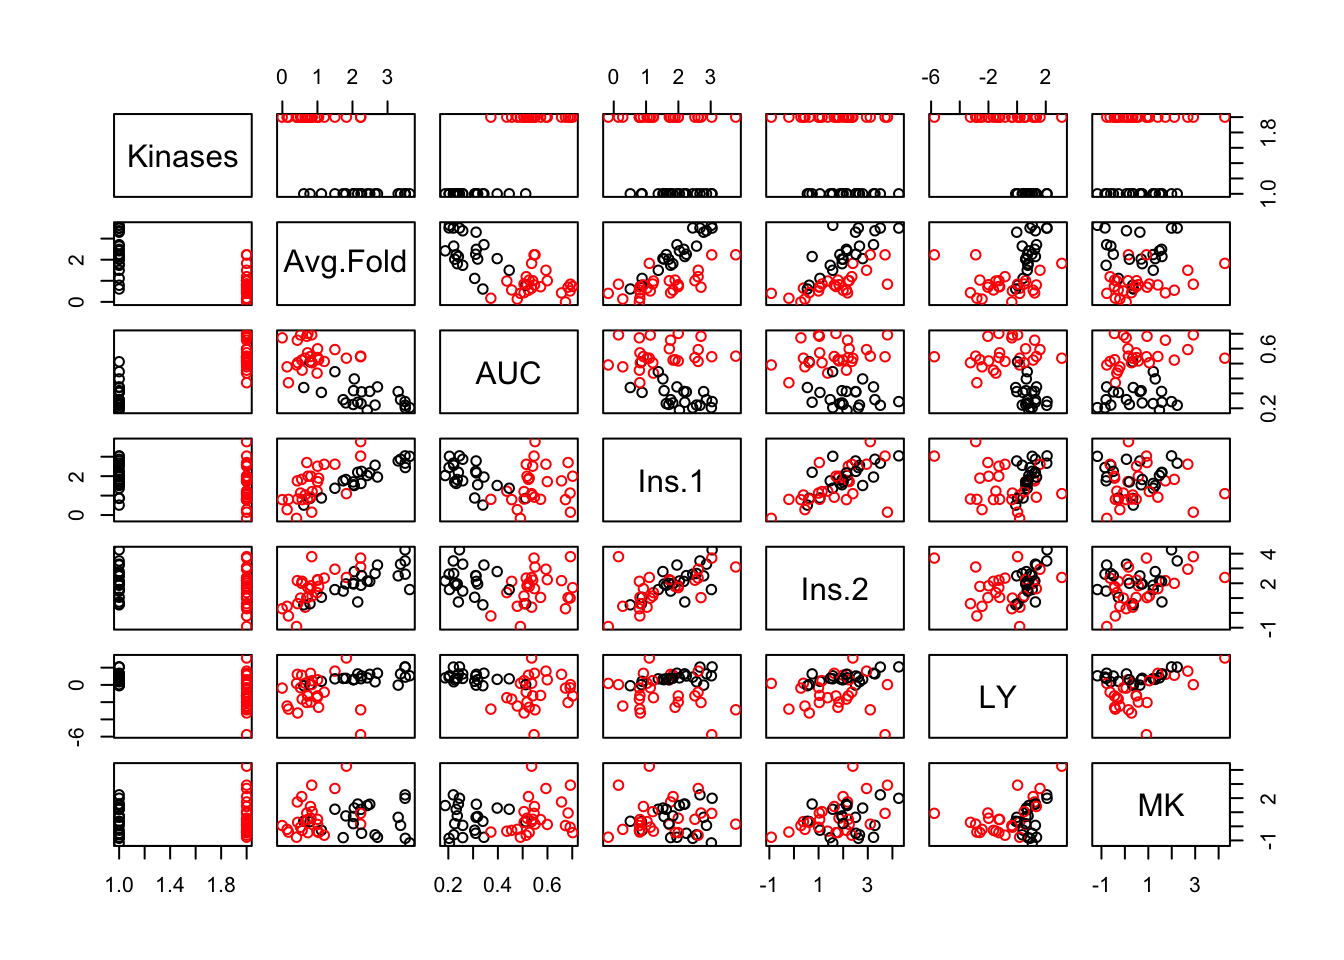 0 1 2 3 0 1 2 3 -6 -2 2
Kinases 1.0 1.8
0 2 Avg.Fold
AUC 0.2 0.6
0 2 Ins.1
Ins.2 -1 2 4
-6 0 LY
MK -1 2
1.0 1.4 1.8 0.2 0.4 0.6 -1 1 3 -1 1 3